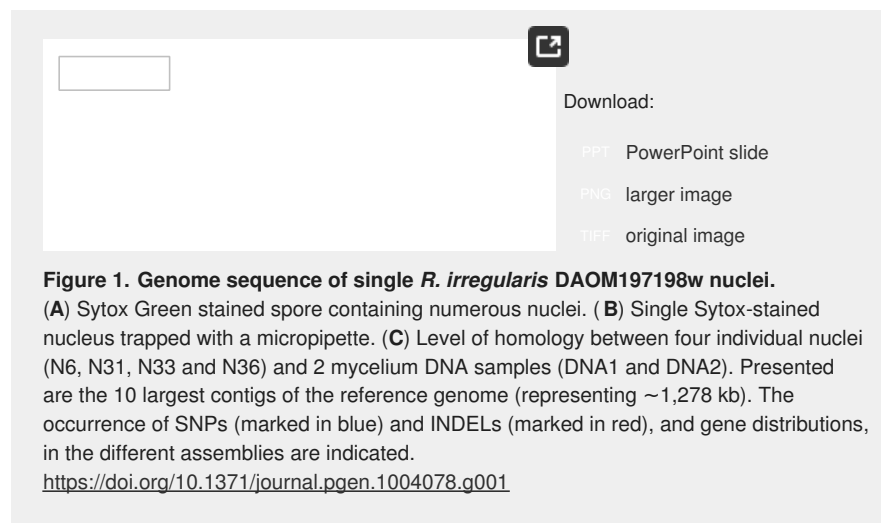 Download:
PPT PowerPoint slide
PNG larger image
TIFF original image
Figure 1. Genome sequence of single R. irregularis DAOM197198w nuclei.
(A) Sytox Green stained spore containing numerous nuclei. ( B) Single Sytox-stained
nucleus trapped with a micropipette. (C) Level of homology between four individual nuclei
(N6, N31, N33 and N36) and 2 mycelium DNA samples (DNA1 and DNA2). Presented
are the 10 largest contigs of the reference genome (representing ∼1,278 kb). The
occurrence of SNPs (marked in blue) and INDELs (marked in red), and gene distributions,
in the different assemblies are indicated.
https://doi.org/10.1371/journal.pgen.1004078.g001